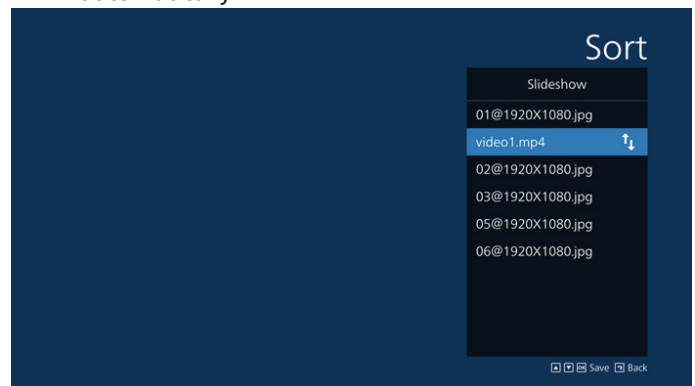 Sort
Slideshow
01@1920X1080.jpg
video1.mp4
02@1920X1080.jpg
03@1920X1080.jpg
05@1920X1080.jpg
06@1920X1080.jpg
OK Save Back